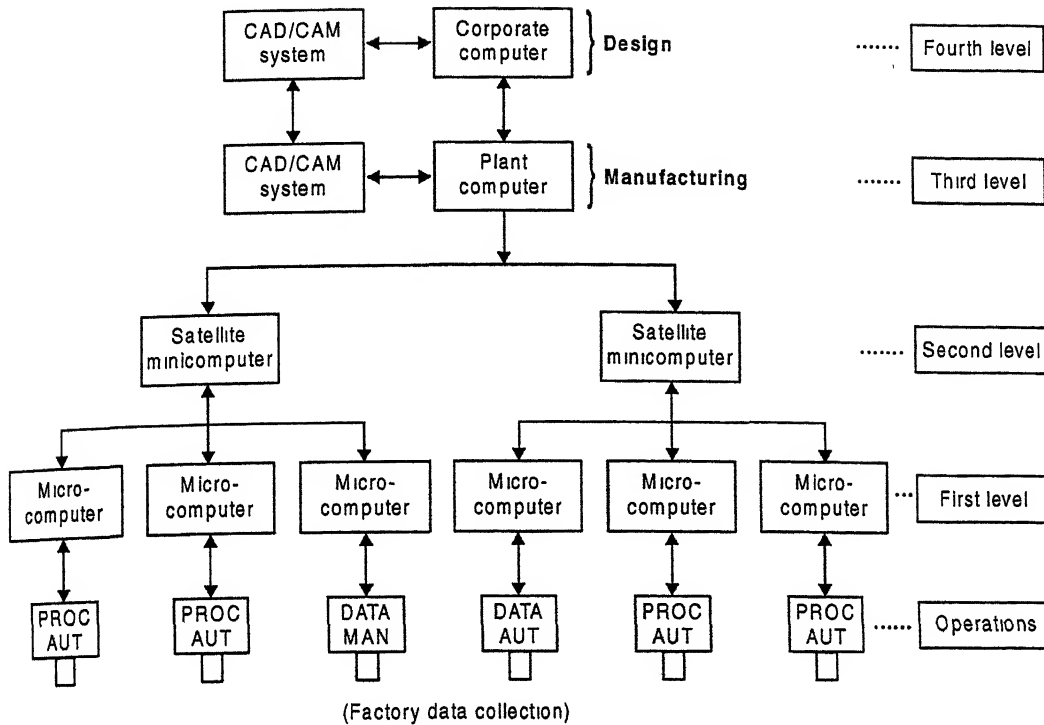 CAD/CAM
system
Corporate
computer
Design
....... Fourth level
CAD/CAM
system
Plant
computer
Manufacturing
....... Third level
Satellite
minicomputer
Satellite
minicomputer
....... Second level
Micro-
computer
Micro-
computer
Micro-
computer
Micro-
computer
Micro-
computer
Micro-
computer
.... First level
PROC
AUT
PROC
AUT
DATA
MAN
DATA
AUT
PROC
AUT
PROC
AUT
...... Operations
(Factory data collection)